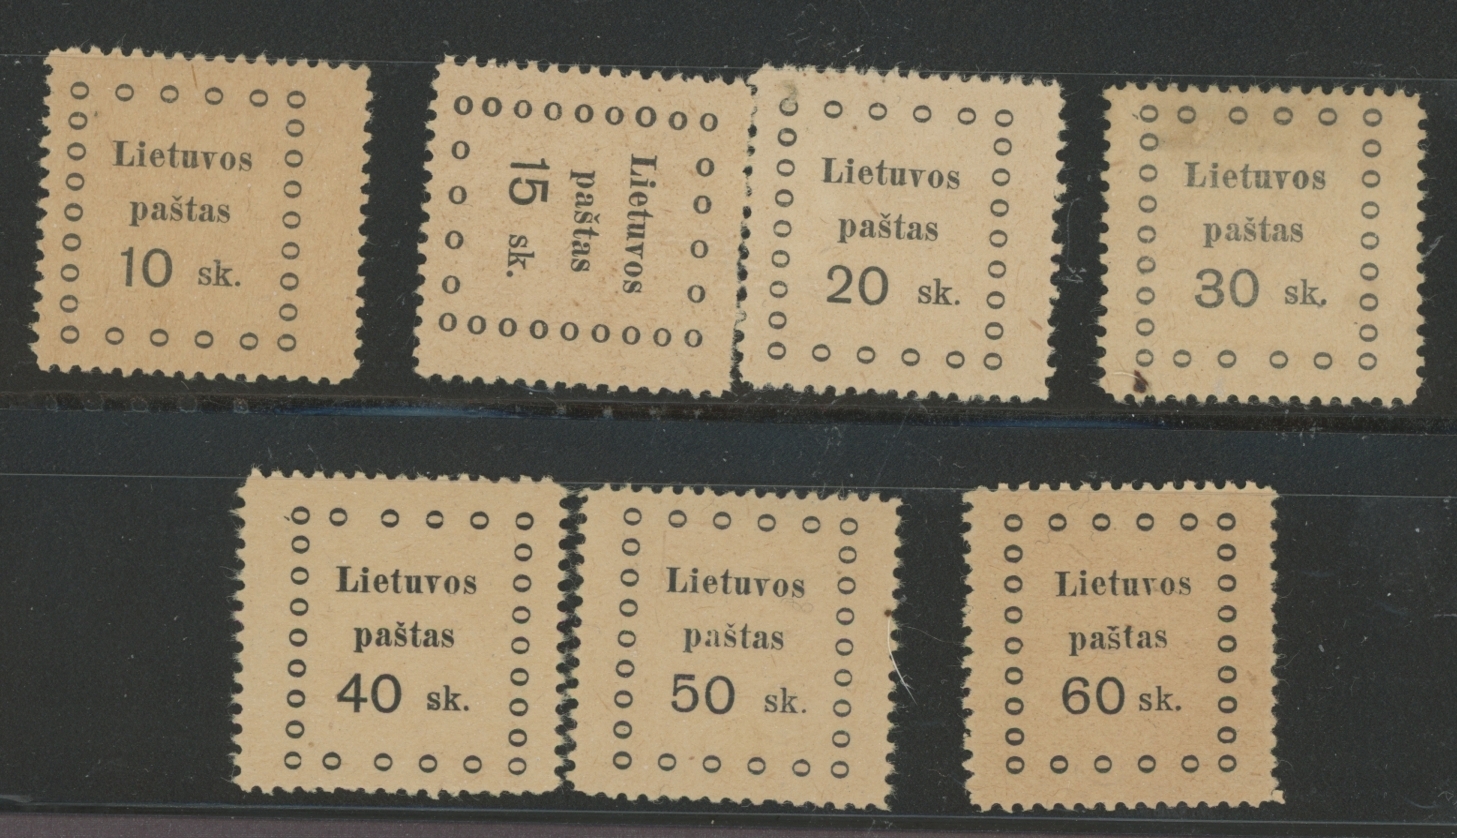 Lietuvos
paštas
10 sk.
Lietuvos
paštas
15 sk.
Lietuvos
paštas
20 sk.
Lietuvos
paštas
30 sk.
Lietuvos
paštas
40 sk.
Lietuvos
paštas
50 sk.
Lietuvos
paštas
60 sk.